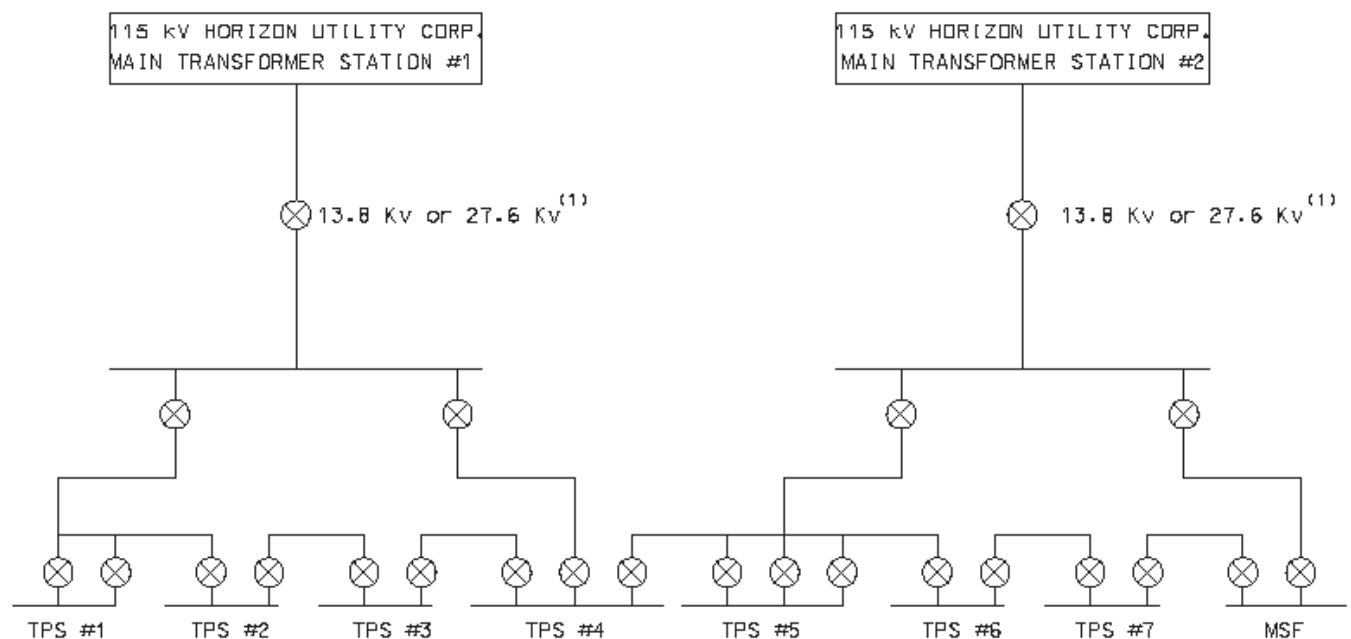 115 kV HORIZON UTILITY CORP.
MAIN TRANSFORMER STATION #1
115 kV HORIZON UTILITY CORP.
MAIN TRANSFORMER STATION #2
13.8 Kv or 27.6 Kv(1)
13.8 Kv or 27.6 Kv(1)
TPS #1
TPS #2
TPS #3
TPS #4
TPS #5
TPS #6
TPS #7
MSF